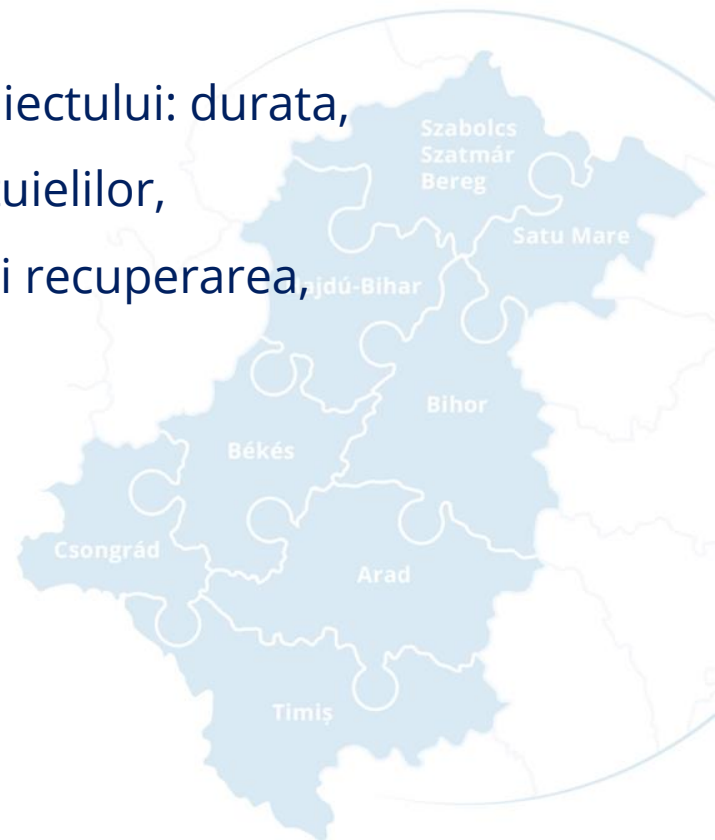 iectului: durata,
uielilor,
i recuperarea,
Szabolcs
Szatmár
Bereg
Satu Mare
jdú-Bihar
Bihor
Békés
Csongrád
Arad
Timiș